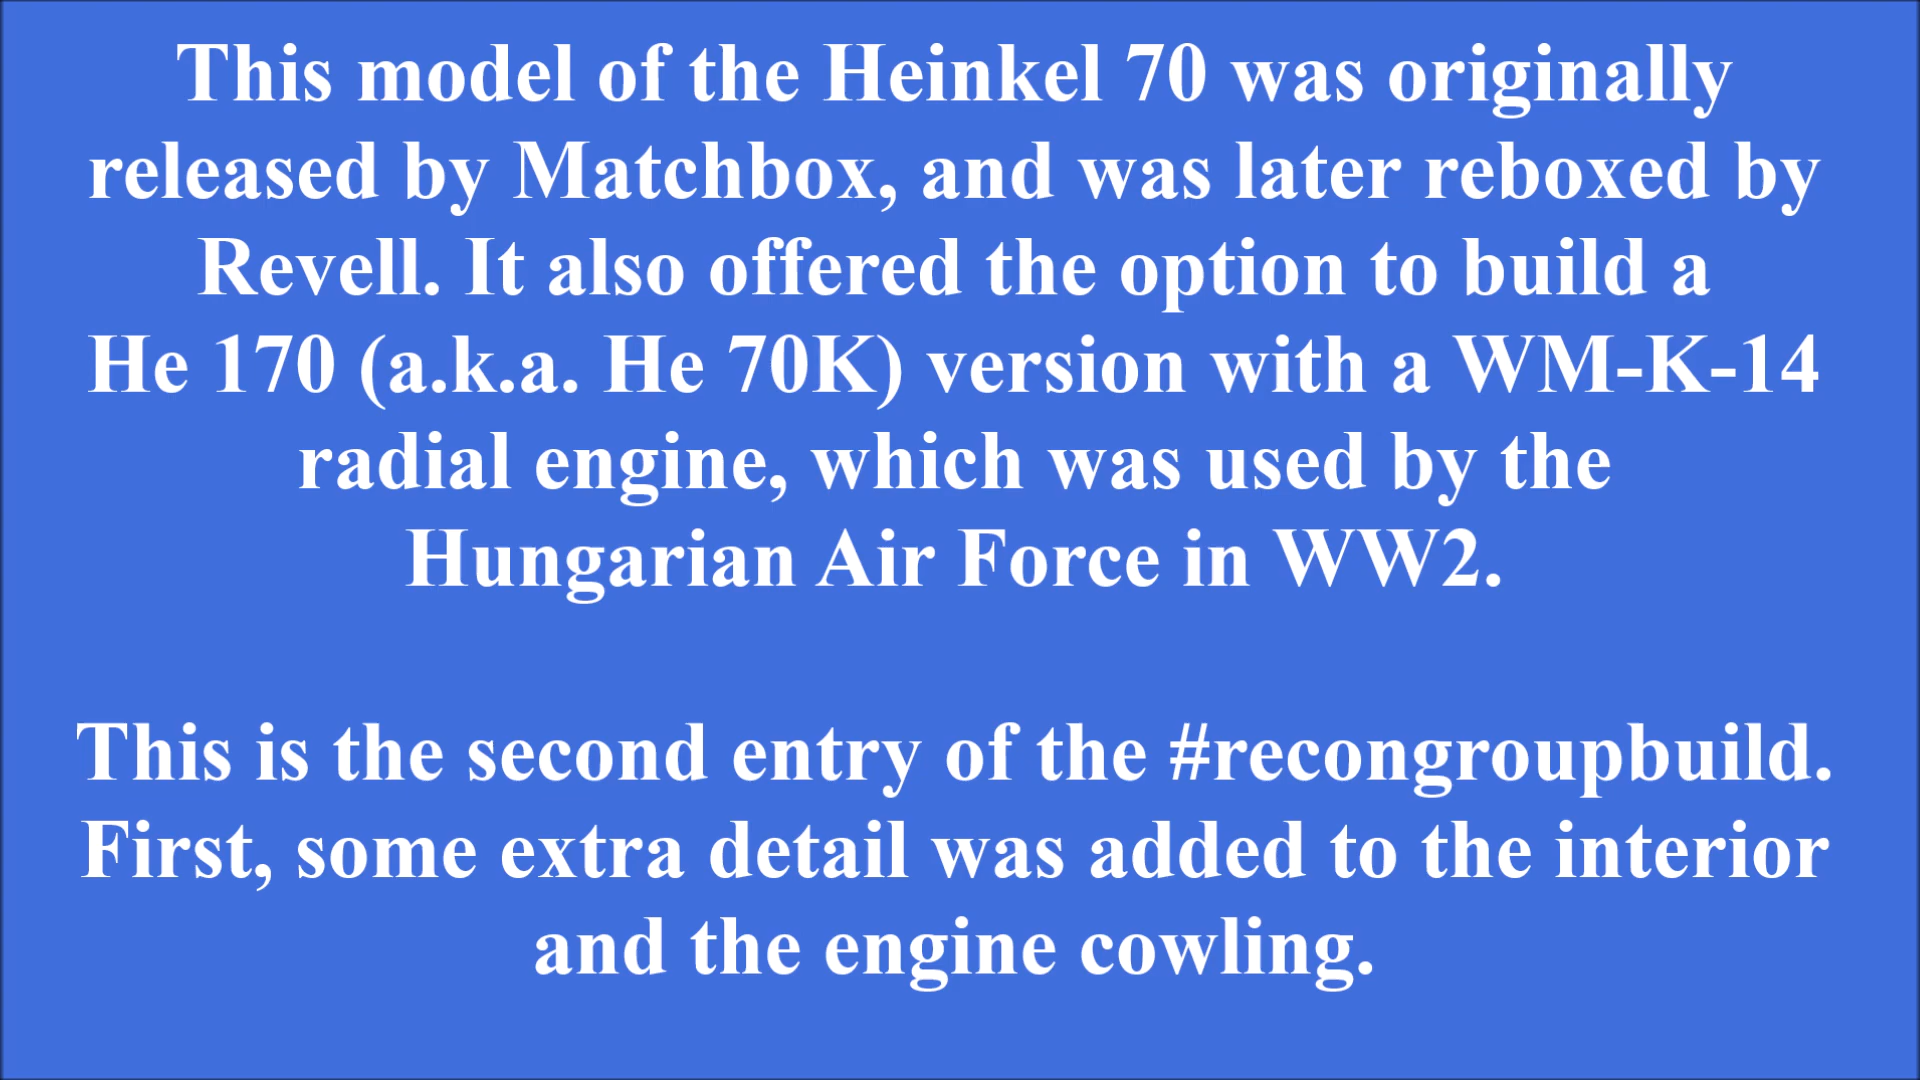 This model of the Heinkel 70 was originally
released by Matchbox, and was later reboxed by
Revell. It also offered the option to build a
He 170 (a.k.a. He 70K) version with a WM-K-14
radial engine, which was used by the
Hungarian Air Force in WW2.
This is the second entry of the #recongroupbuild.
First, some extra detail was added to the interior
and the engine cowling.